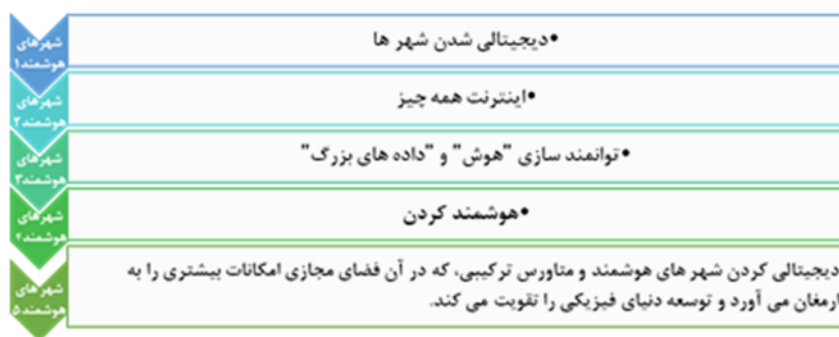 شهرهای
هوشمند۱
•دیجیتالی شدن شهر ها
شهرهای
هوشمند۲
•اینترنت همه چیز
شهرهای
هوشمند۳
•توانمند سازی "هوش" و "داده های بزرگ"
شهرهای
هوشمند۴
•هوشمند کردن
شهرهای
هوشمند۵
دیجیتالی کردن شهر های هوشمند و متاورس ترکیبی، که در آن فضای مجازی امکانات بیشتری را به
ارمغان می آورد و توسعه دنیای فیزیکی را تقویت می کند.